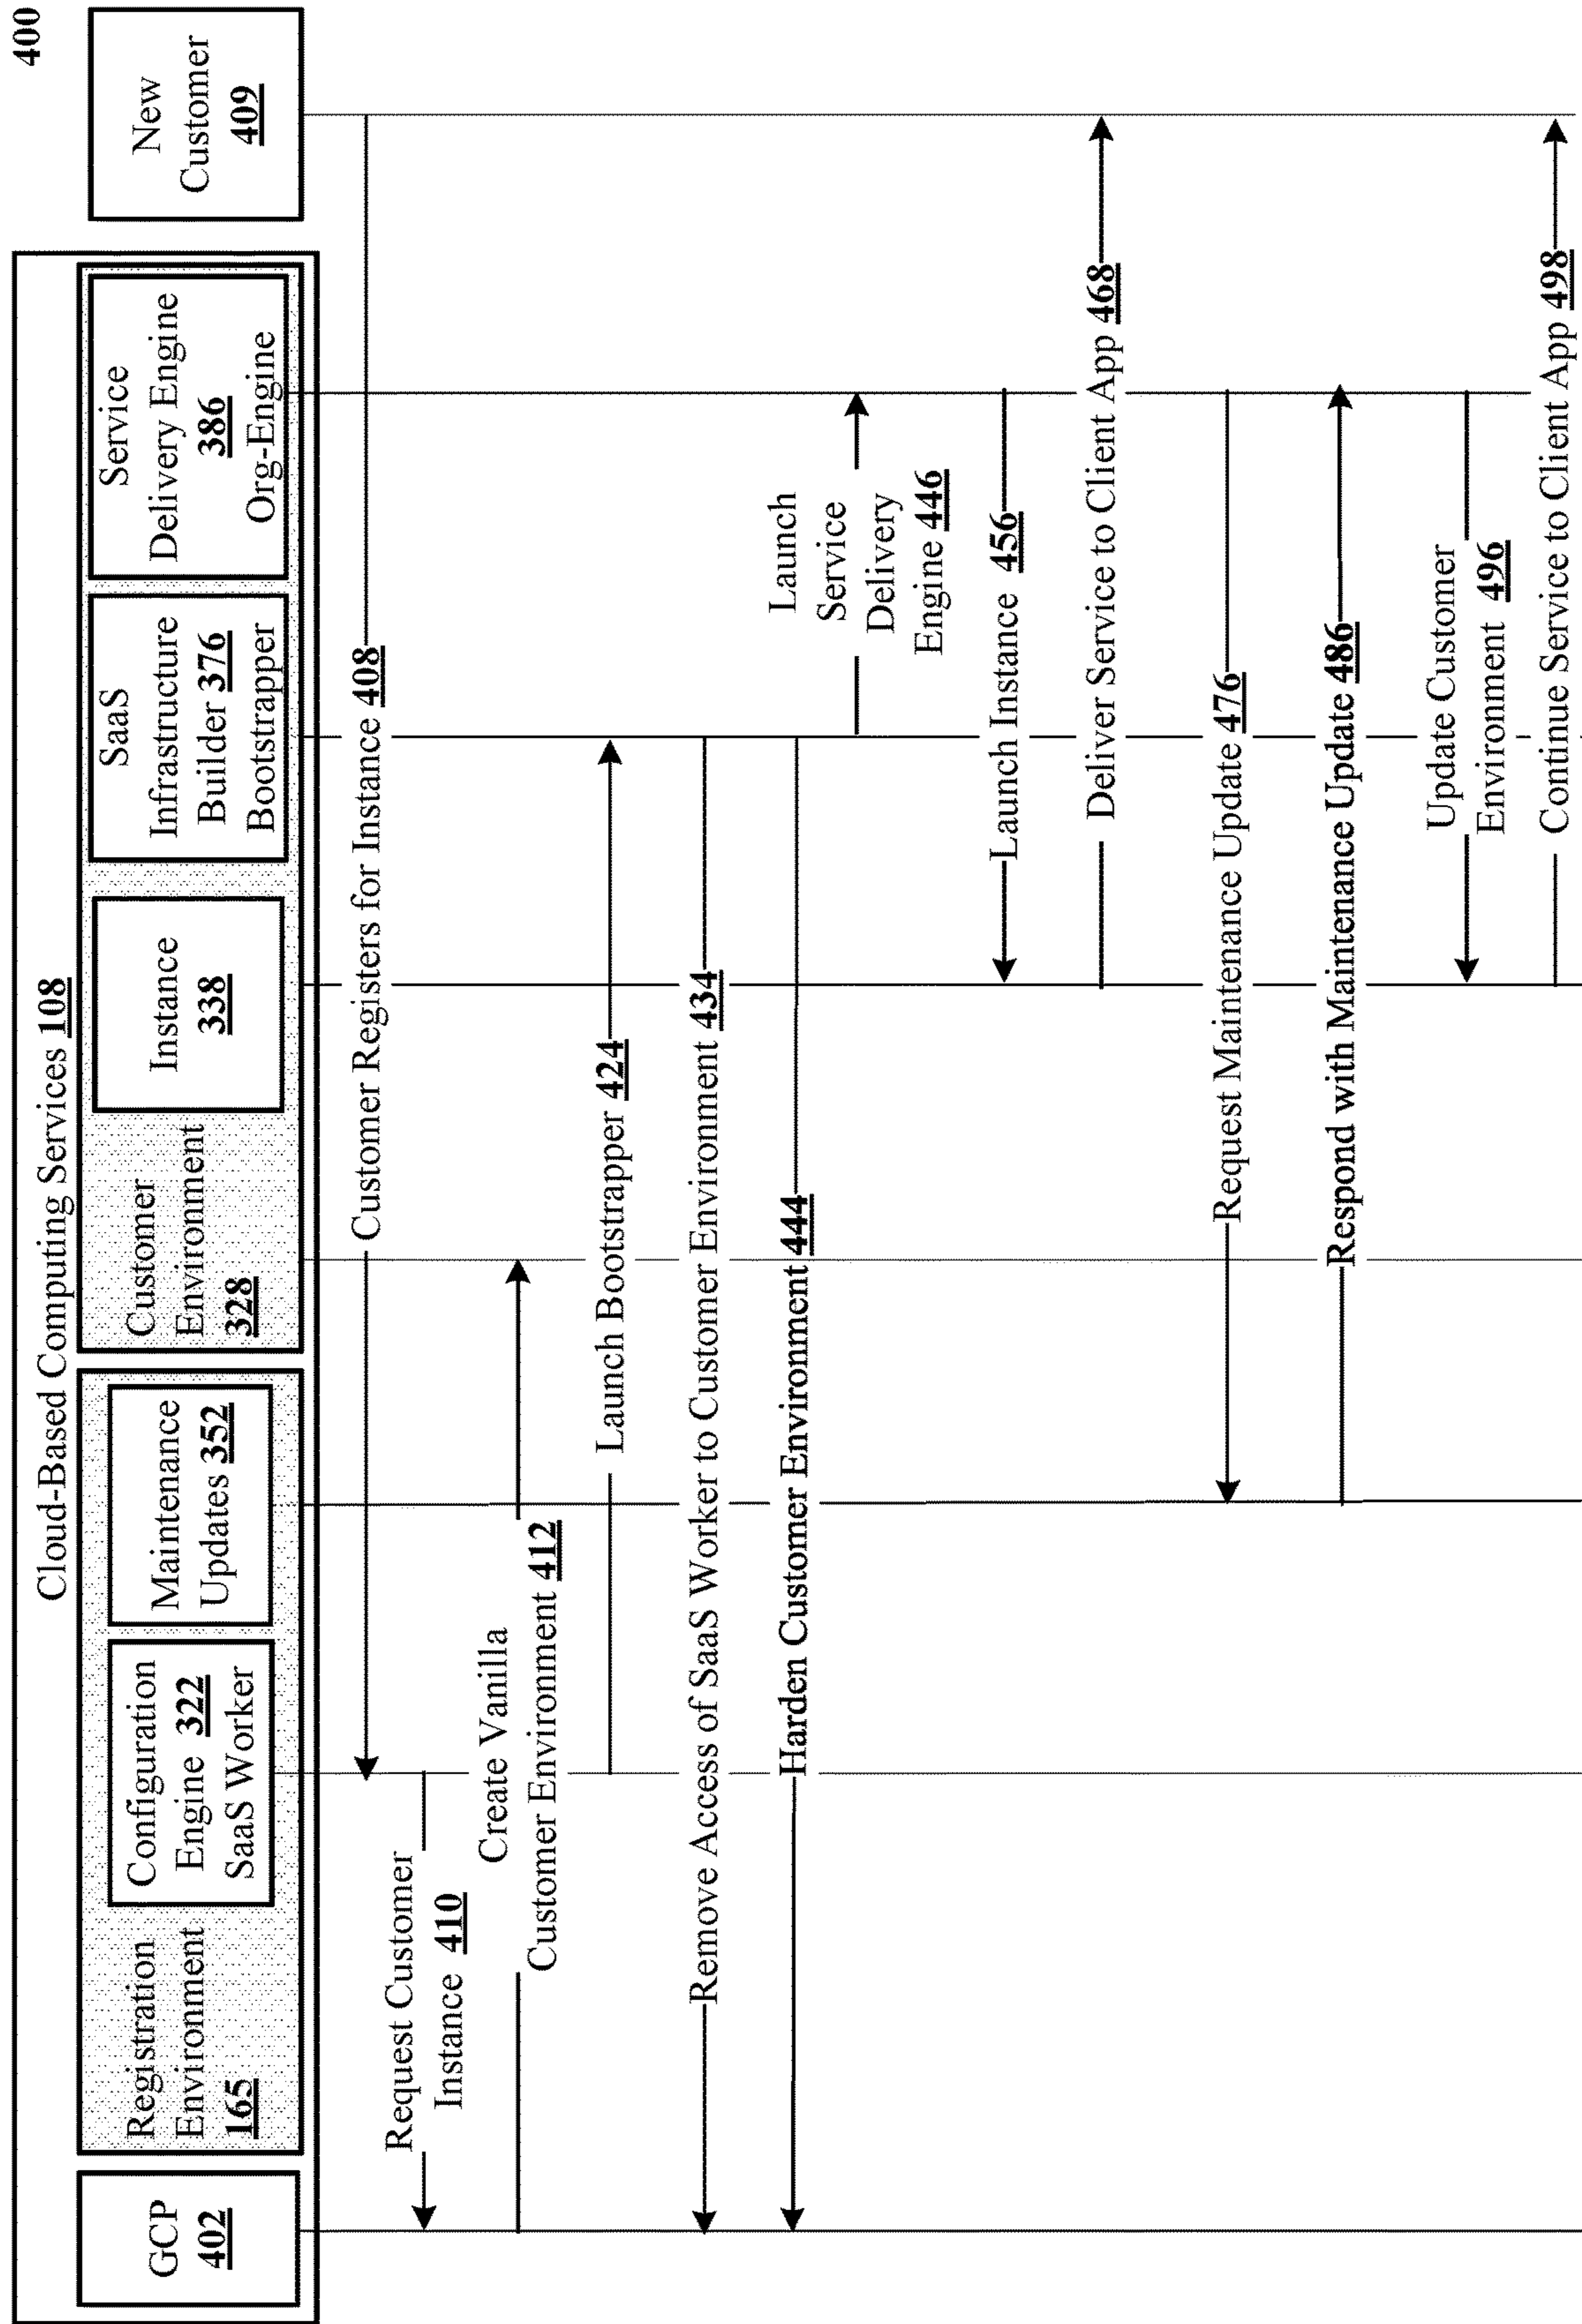 400
Cloud-Based Computing Services 108
GCP
402
Registration
Environment
165
Configuration
Engine 322
SaaS Worker
Maintenance
Updates 352
Customer
Environment
328
Instance
338
SaaS
Infrastructure
Builder 376
Bootstrapper
Service
Delivery Engine
386
Org-Engine
New
Customer
409
Customer Registers for Instance 408
Request Customer
Instance 410
Create Vanilla
Customer Environment 412
Launch Bootstrapper 424
Remove Access of SaaS Worker to Customer Environment 434
Harden Customer Environment 444
Launch
Service
Delivery
Engine 446
Launch Instance 456
Deliver Service to Client App 468
Request Maintenance Update 476
Respond with Maintenance Update 486
Update Customer
Environment 496
Continue Service to Client App 498